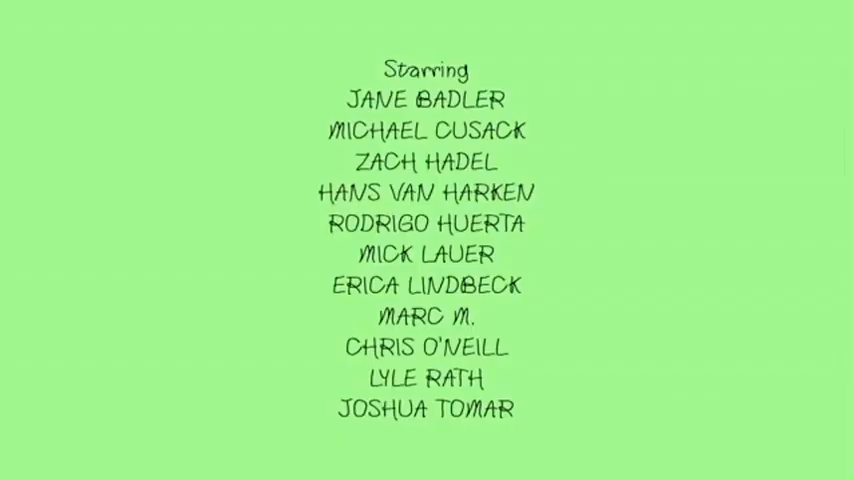 Starring
JANE BADLER
MICHAEL CUSACK
ZACH HADEL
HANS VAN HARKEN
RODRIGO HUERTA
MICK LAUER
ERICA LINDBECK
MARC M.
CHRIS O'NEILL
LYLE RATH
JOSHUA TOMAR